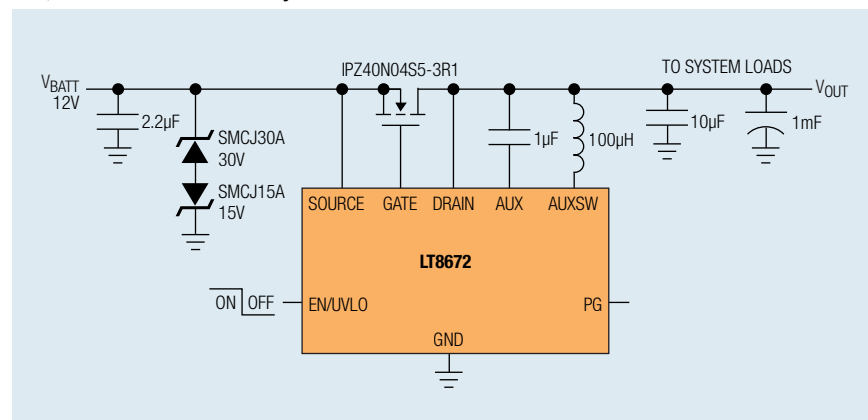 IPZ40N04S5-3R1
TO SYSTEM LOADS
VBATT
12V
VOUT
2.2µF
SMCJ30A
30V
SMCJ15A
15V
1µF
100µH
10µF
1mF
SOURCE
GATE
DRAIN
AUX
AUXSW
LT8672
ON OFF
EN/UVLO
PG
GND